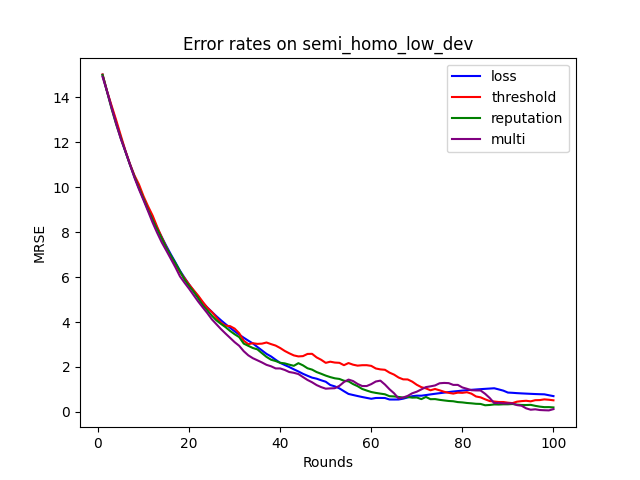 Error rates on semi_homo_low_dev
loss
threshold
reputation
multi
MRSE
14
12
10
8
6
4
2
0
0 20 40 60 80 100
Rounds